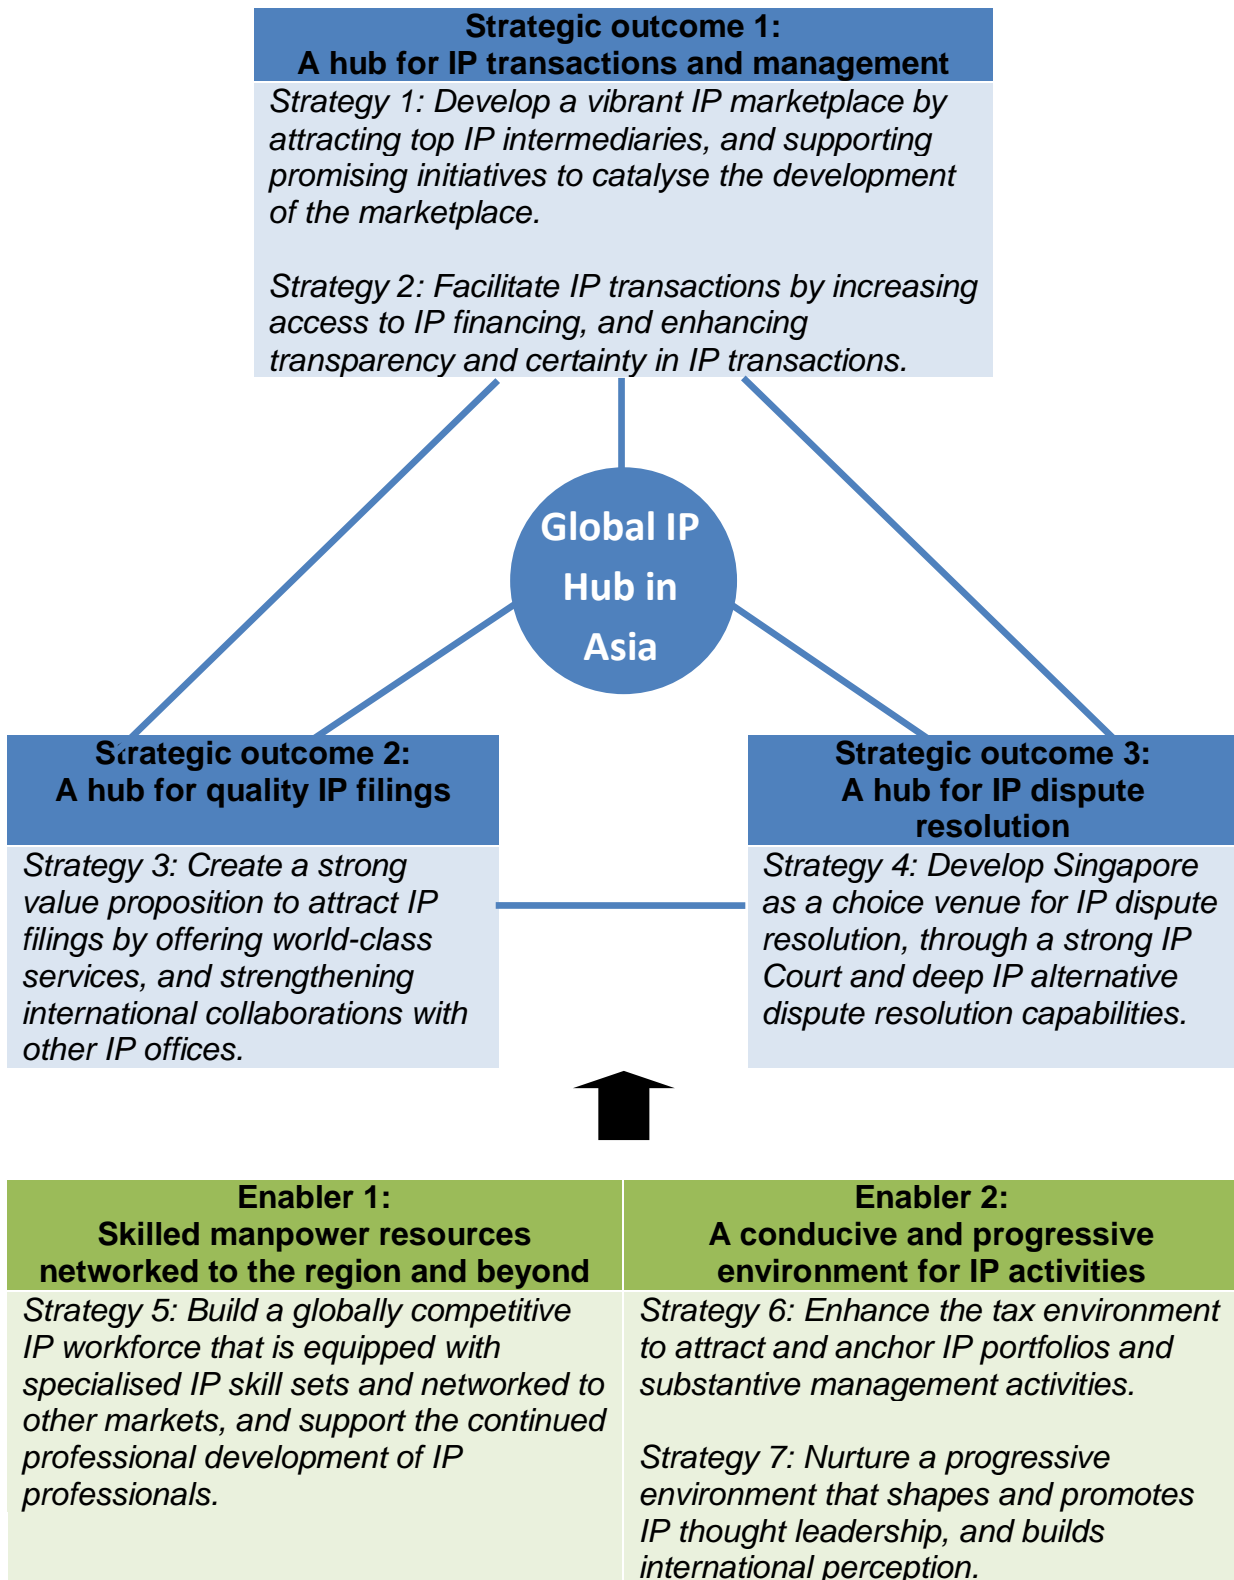 Strategic outcome 1:
A hub for IP transactions and management
Strategy 1: Develop a vibrant IP marketplace by
attracting top IP intermediaries, and supporting
promising initiatives to catalyse the development
of the marketplace.
Strategy 2: Facilitate IP transactions by increasing
access to IP financing, and enhancing
transparency and certainty in IP transactions.
Global IP
Hub in
Asia
Strategic outcome 2:
A hub for quality IP filings
Strategy 3: Create a strong
value proposition to attract IP
filings by offering world-class
services, and strengthening
international collaborations with
other IP offices.
Strategic outcome 3:
A hub for IP dispute
resolution
Strategy 4: Develop Singapore
as a choice venue for IP dispute
resolution, through a strong IP
Court and deep IP alternative
dispute resolution capabilities.
Enabler 1:
Skilled manpower resources
networked to the region and beyond
Strategy 5: Build a globally competitive
IP workforce that is equipped with
specialised IP skill sets and networked to
other markets, and support the continued
professional development of IP
professionals.
Enabler 2:
A conducive and progressive
environment for IP activities
Strategy 6: Enhance the tax environment
to attract and anchor IP portfolios and
substantive management activities.
Strategy 7: Nurture a progressive
environment that shapes and promotes
IP thought leadership, and builds
international perception.